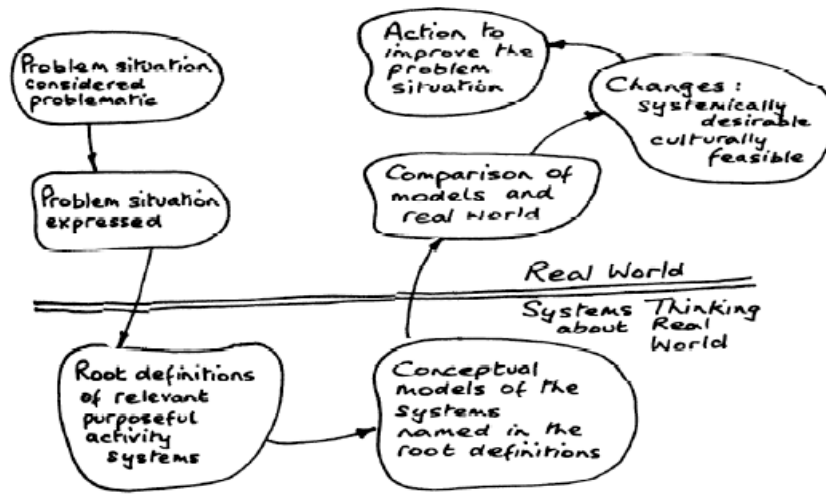 Problem situation
considered
problematic
Problem situation
expressed
Root definitions
of relevant
purposeful
activity
systems
Conceptual
models of the
systems
named in the
root definitions
Comparison of
models and
real World
Changes:
systemically
desirable
culturally
feasible
Action to
improve the
problem
situation
Real World
Systems Thinking
about Real
World